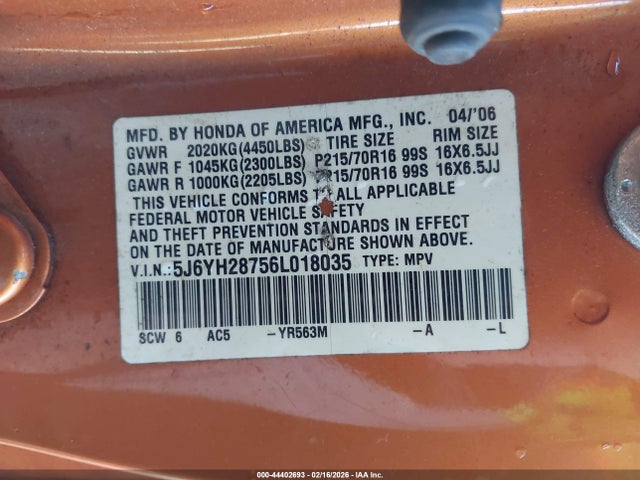 MFD. BY HONDA OF AMERICA MFG., INC. 04/'06
GVWR 2020KG(4450LBS) TIRE SIZE RIM SIZE
GAWR F 1045KG(2300LBS) P215/70R16 99S 16X6.5JJ
GAWR R 1000KG(2205LBS) P215/70R16 99S 16X6.5JJ
THIS VEHICLE CONFORMS TO ALL APPLICABLE
FEDERAL MOTOR VEHICLE SAFETY
AND THEFT PREVENTION STANDARDS IN EFFECT
ON THE DATE OF MANUFACTURE SHOWN ABOVE.
V.I.N.:5J6YH28756L018035 TYPE: MPV
SCW 6 AC5 -YR563M -A -L
000-44402693 - 02/16/2026 - IAA Inc.